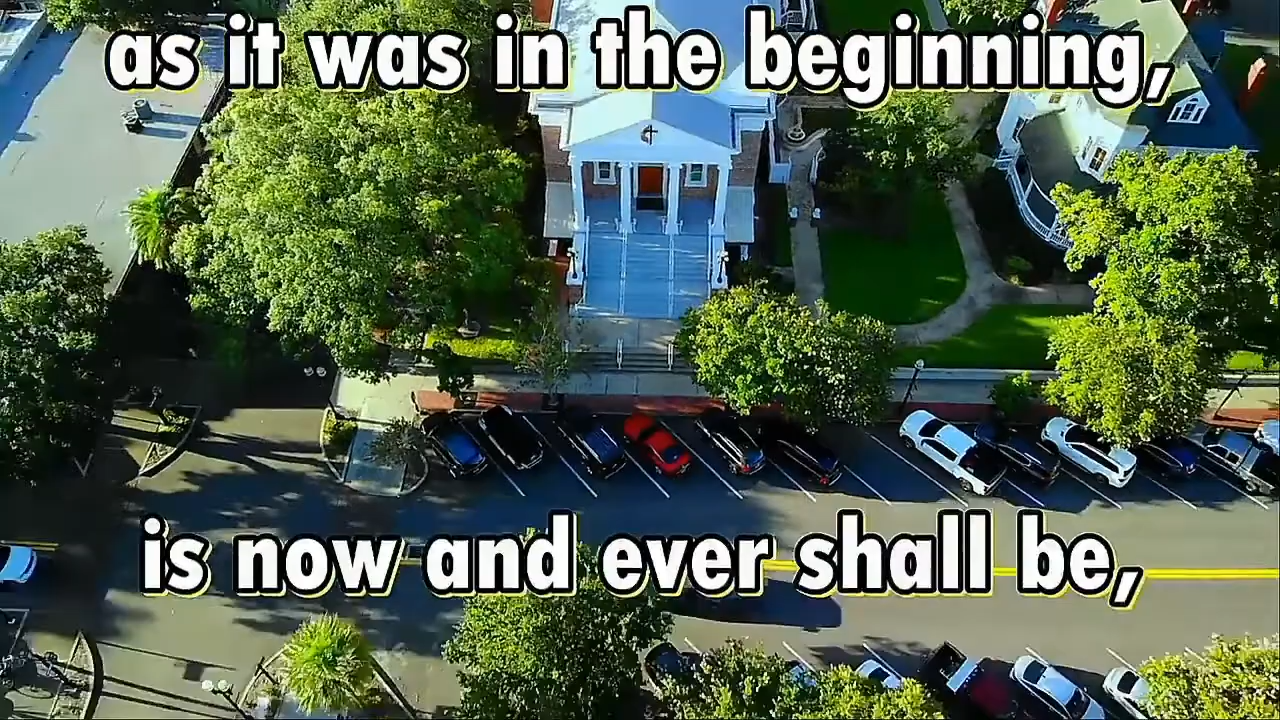 as it was in the beginning,
is now and ever shall be,